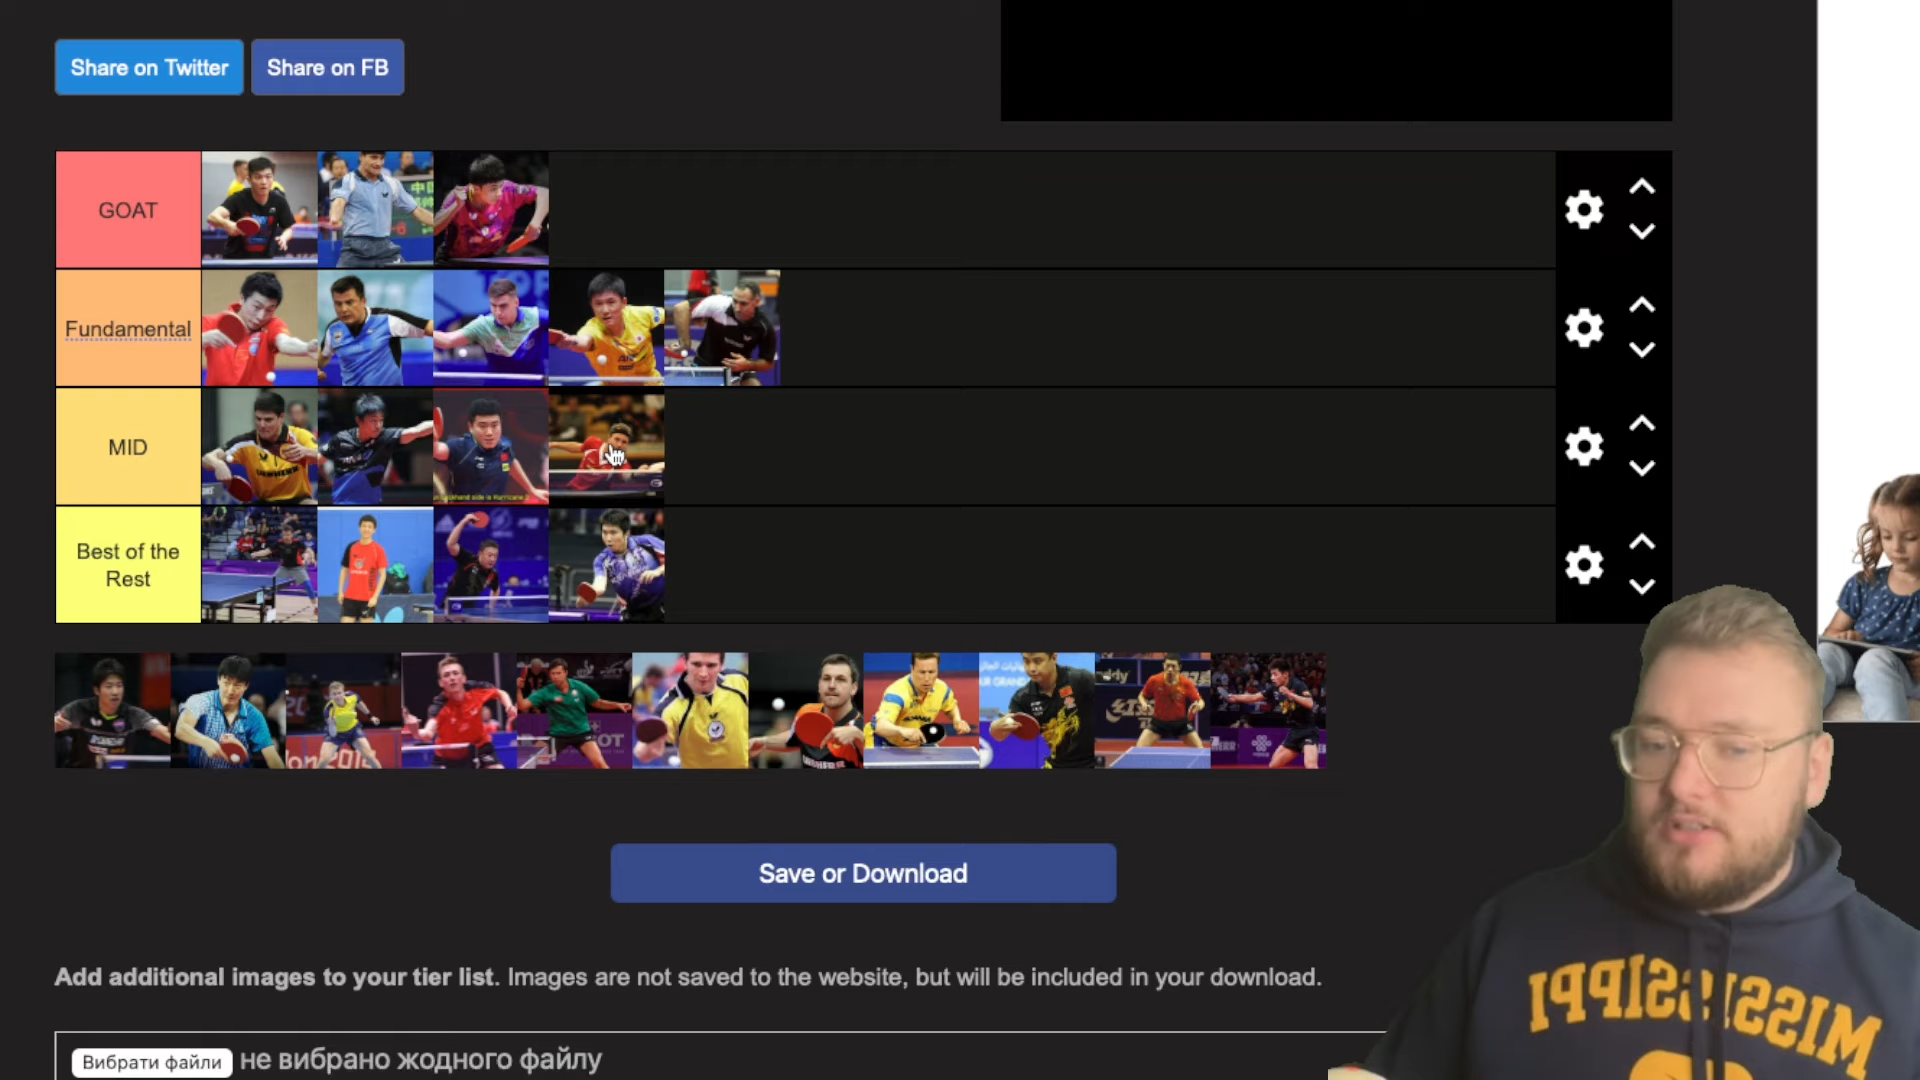 Share on Twitter
Share on FB
GOAT
Fundamental
MID
Best of the
Rest
Save or Download
Add additional images to your tier list. Images are not saved to the website, but will be included in your download.
Вибрати файли не вибрано жодного файлу
MISSISSIPPI